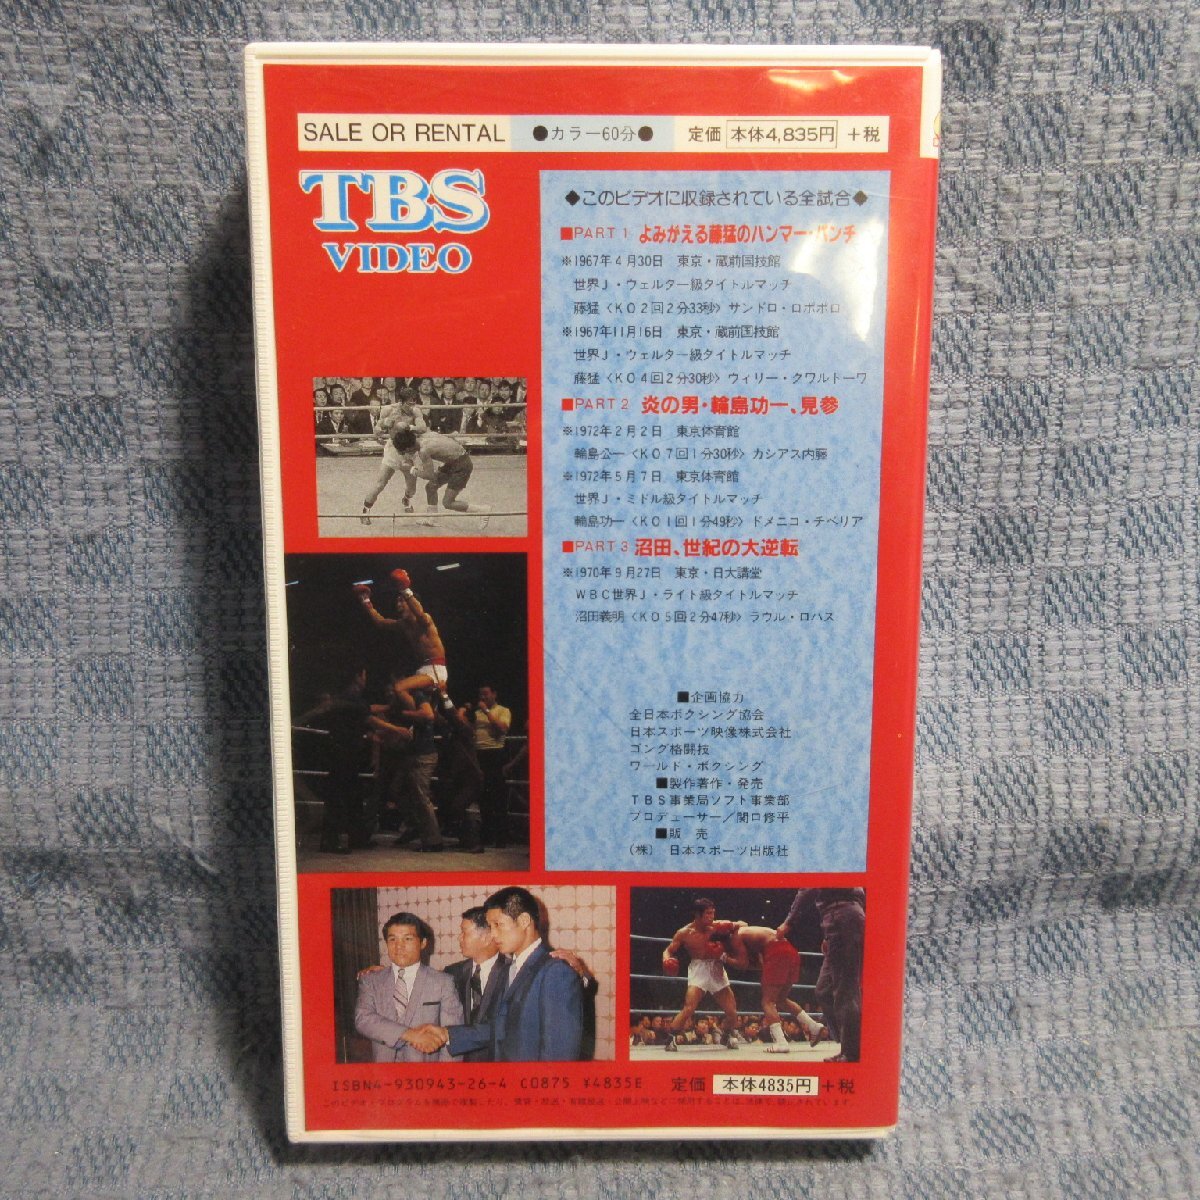 SALE OR RENTAL ●カラー60分● 定価 本体4,835円 +税
TBS
VIDEO
◆このビデオに収録されている全試合◆
■PART 1 よみがえる藤猛のハンマー・パンチ
※1967年4月30日 東京・蔵前国技館
世界J・ウェルター級タイトルマッチ
藤猛〈KO2回2分33秒〉サンドロ・ロポポロ
※1967年11月16日 東京・蔵前国技館
世界J・ウェルター級タイトルマッチ
藤猛〈KO4回2分30秒〉ウィリー・クワルトーワ
■PART 2 炎の男・輪島功一、見参
※1972年2月2日 東京体育館
輪島公一〈KO7回1分30秒〉カシアス内藤
※1972年5月7日 東京体育館
世界J・ミドル級タイトルマッチ
輪島功一〈KO1回1分49秒〉ドメニコ・チベリア
■PART 3 沼田、世紀の大逆転
※1970年9月27日 東京・日大講堂
WBC世界J・ライト級タイトルマッチ
沼田義明〈KO5回2分47秒〉ラウル・ロハス
■企画協力
全日本ボクシング協会
日本スポーツ映像株式会社
ゴング格闘技
ワールド・ボクシング
■製作著作・発売
TBS事業局ソフト事業部
プロデューサー/関口修平
■販 売
(株) 日本スポーツ出版社
ISBN4-930943-26-4 C0875 ¥4835E 定価 本体4835円 +税